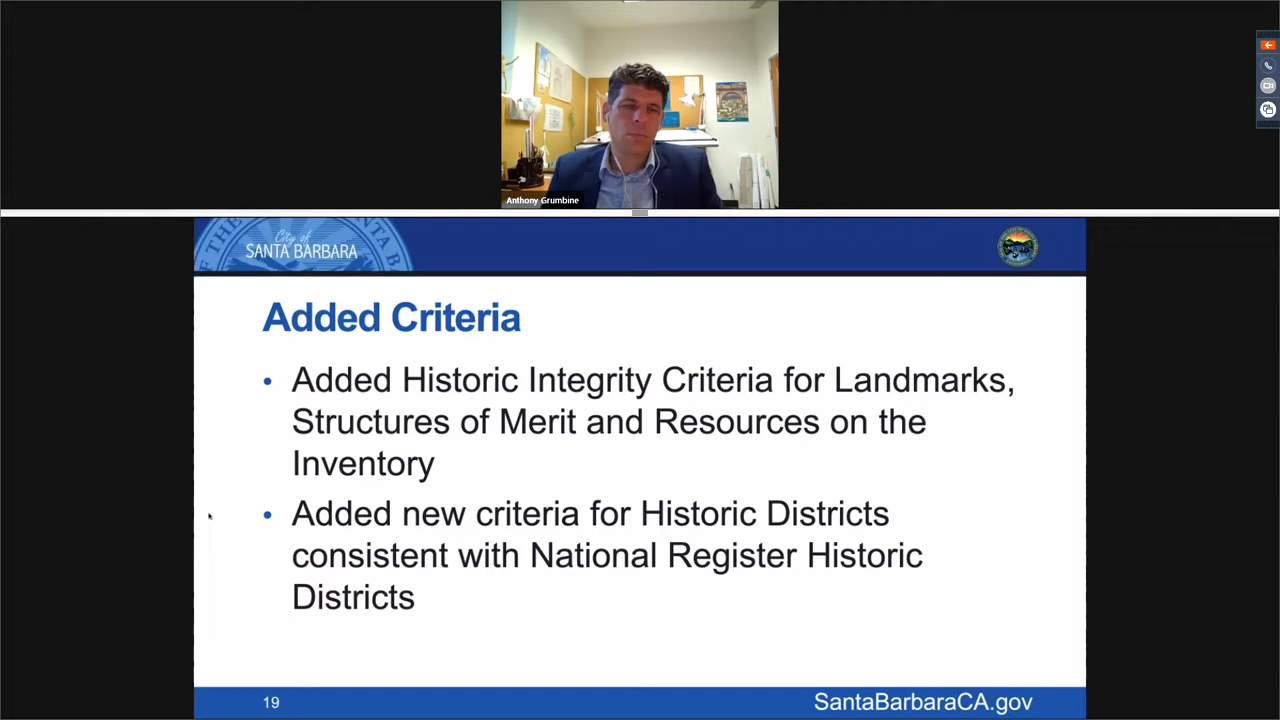 Anthony Grumbine
City of
SANTA BARBARA
Added Criteria
• Added Historic Integrity Criteria for Landmarks,
Structures of Merit and Resources on the
Inventory
• Added new criteria for Historic Districts
consistent with National Register Historic
Districts
19
SantaBarbaraCA.gov